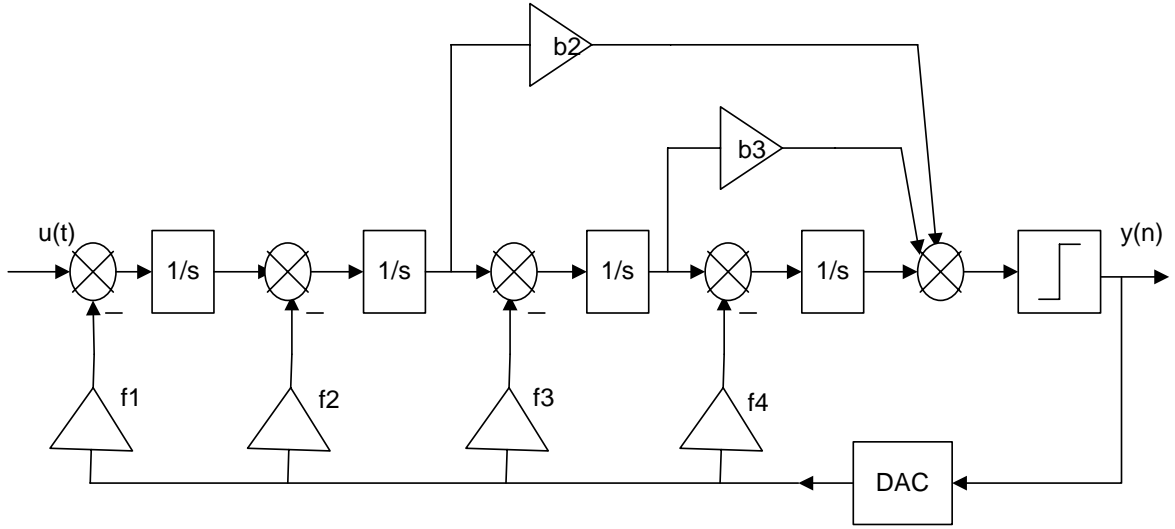 b2
b3
u(t)
y(n)
1/s
1/s
1/s
1/s
f1
f2
f3
f4
DAC